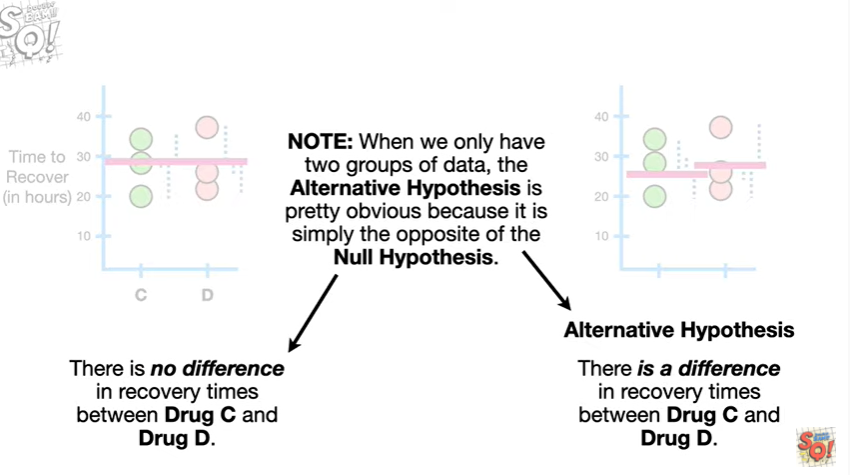 40
30
20
10
Time to
Recover
(in hours)
C
D
NOTE: When we only have
two groups of data, the
Alternative Hypothesis is
pretty obvious because it is
simply the opposite of the
Null Hypothesis.
40
30
20
10
There is no difference
in recovery times
between Drug C and
Drug D.
Alternative Hypothesis
There is a difference
in recovery times
between Drug C and
Drug D.